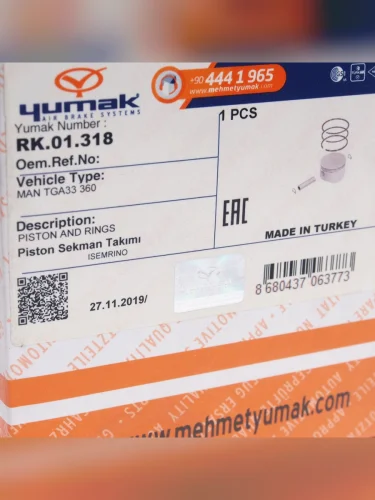 +90 444 1 965
www.mehmetyumak.com
yumak
AIR BRAKE SYSTEMS
Yumak Number :
RK.01.318
1 PCS
Oem.Ref.No:
Vehicle Type:
MAN TGA33 360
EAC
Description:
PISTON AND RINGS
Piston Sekman Takımı
ISEMRINO
MADE IN TURKEY
27.11.2019/
8 680437 063773
www.mehmetyumak.com